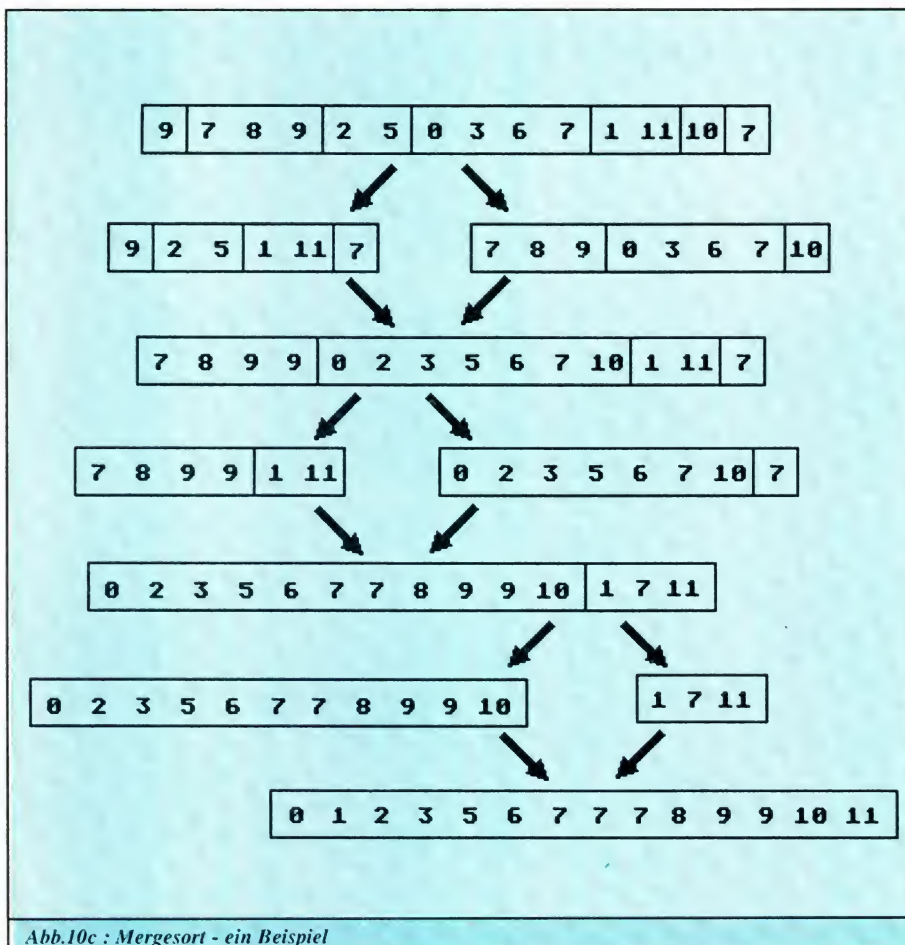 9 7 8 9 2 5 0 3 6 7 1 11 10 7
9 2 5 1 11 7 7 8 9 0 3 6 7 10
7 8 9 9 0 2 3 5 6 7 10 1 11 7
7 8 9 9 1 11 0 2 3 5 6 7 10 7
0 2 3 5 6 7 7 8 9 9 10 1 7 11
0 2 3 5 6 7 7 8 9 9 10 1 7 11
0 1 2 3 5 6 7 7 7 8 9 9 10 11
Abb.10c : Mergesort - ein Beispiel